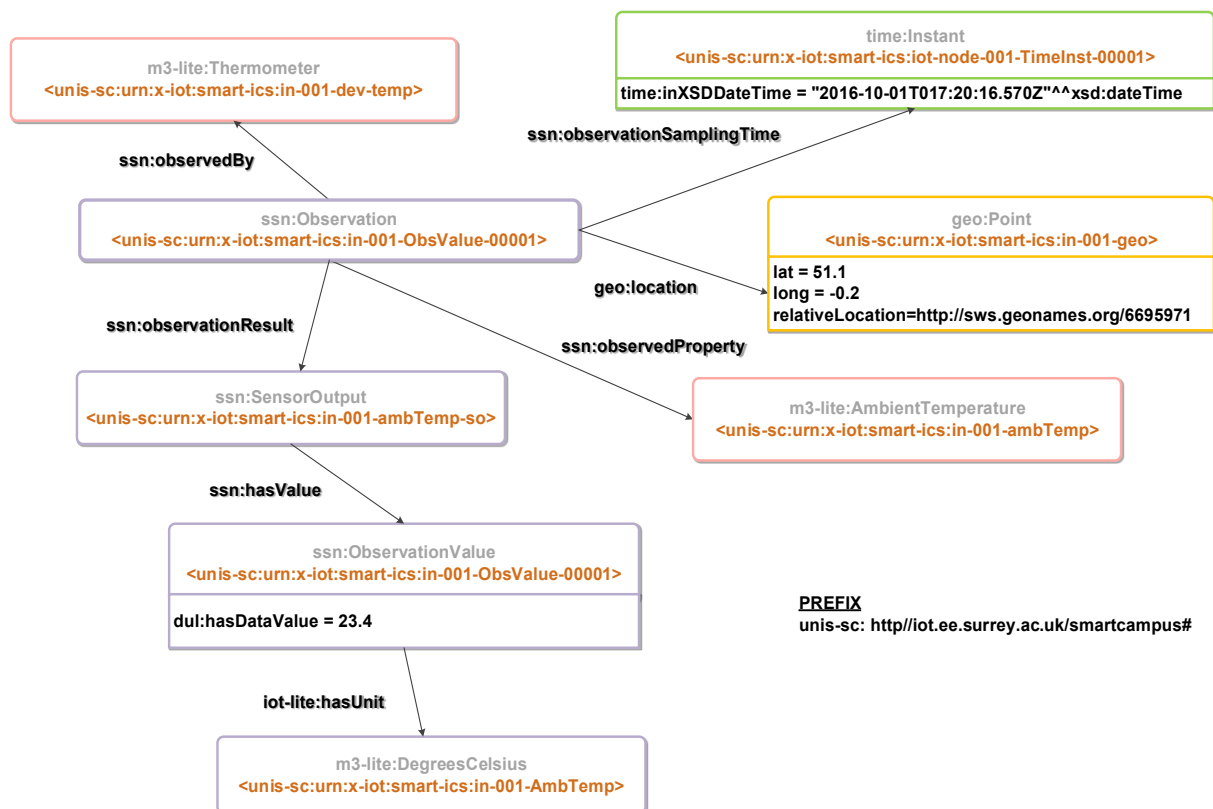 time:Instant
<unis-sc:urn:x-iot:smart-ics:iot-node-001-TimeInst-00001>
time:inXSDDateTime = "2016-10-01T017:20:16.570Z"^^xsd:dateTime
m3-lite:Thermometer
<unis-sc:urn:x-iot:smart-ics:in-001-dev-temp>
ssn:observationSamplingTime
ssn:observedBy
ssn:Observation
<unis-sc:urn:x-iot:smart-ics:in-001-ObsValue-00001>
geo:Point
<unis-sc:urn:x-iot:smart-ics:in-001-geo>
lat = 51.1
long = -0.2
relativeLocation=http://sws.geonames.org/6695971
geo:location
ssn:observationResult
ssn:observedProperty
ssn:SensorOutput
<unis-sc:urn:x-iot:smart-ics:in-001-ambTemp-so>
m3-lite:AmbientTemperature
<unis-sc:urn:x-iot:smart-ics:in-001-ambTemp>
ssn:hasValue
ssn:ObservationValue
<unis-sc:urn:x-iot:smart-ics:in-001-ObsValue-00001>
dul:hasDataValue = 23.4
PREFIX
unis-sc: http//iot.ee.surrey.ac.uk/smartcampus#
iot-lite:hasUnit
m3-lite:DegreesCelsius
<unis-sc:urn:x-iot:smart-ics:in-001-AmbTemp>